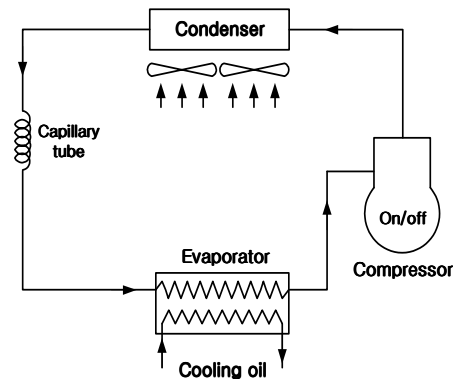 Condenser
Capillary
tube
On/off
Compressor
Evaporator
Cooling oil